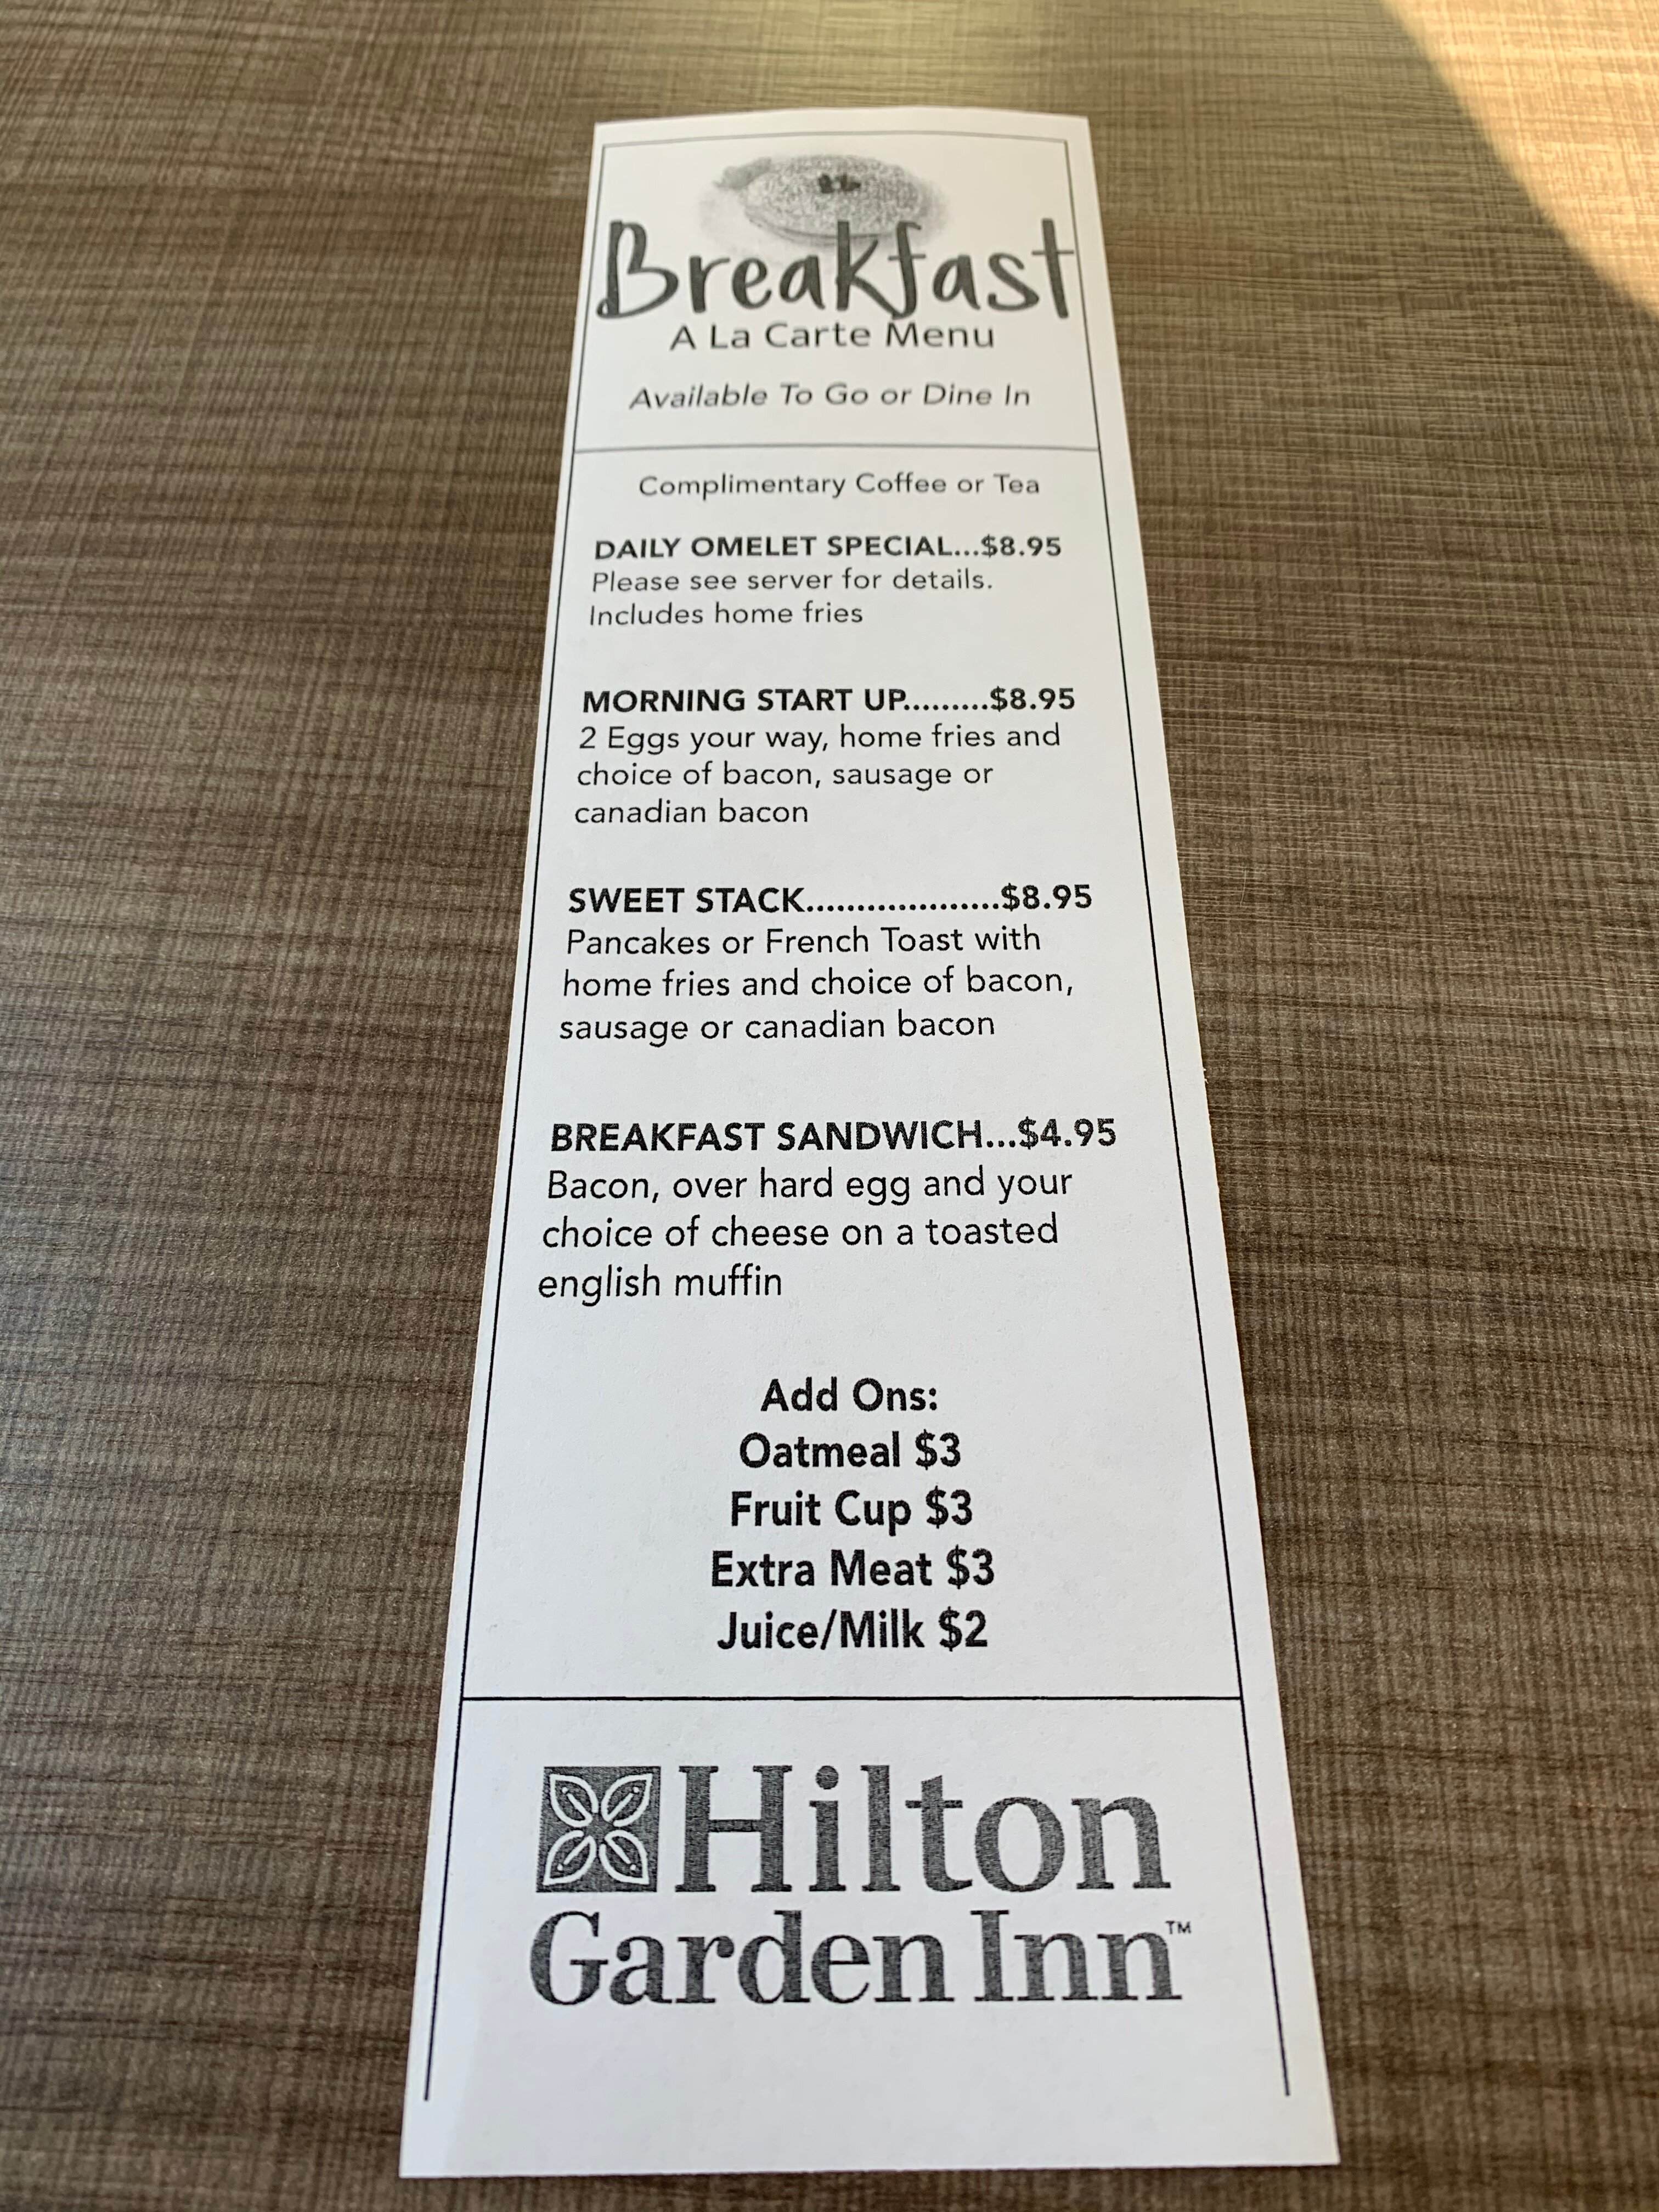 Breakfast
A La Carte Menu
Available To Go or Dine In
Complimentary Coffee or Tea
DAILY OMELET SPECIAL...$8.95
Please see server for details.
Includes home fries
MORNING START UP.........$8.95
2 Eggs your way, home fries and
choice of bacon, sausage or
canadian bacon
SWEET STACK...................$8.95
Pancakes or French Toast with
home fries and choice of bacon,
sausage or canadian bacon
BREAKFAST SANDWICH...$4.95
Bacon, over hard egg and your
choice of cheese on a toasted
english muffin
Add Ons:
Oatmeal $3
Fruit Cup $3
Extra Meat $3
Juice/Milk $2
Hilton
Garden Inn™